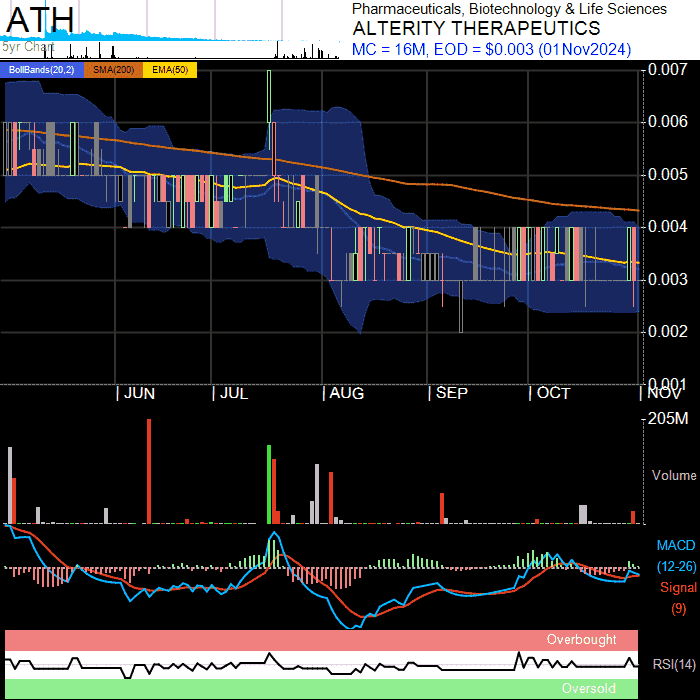 ATH
5yr Chart
Pharmaceuticals, Biotechnology & Life Sciences
ALTERITY THERAPEUTICS
MC = 16M, EOD = $0.003 (01Nov2024)
BollBands(20,2) SMA(200) EMA(50)
0.007
0.006
0.005
0.004
0.003
0.002
0.001
JUN JUL AUG SEP OCT NOV
205M
Volume
MACD
(12-26)
Signal
(9)
Overbought
RSI(14)
Oversold